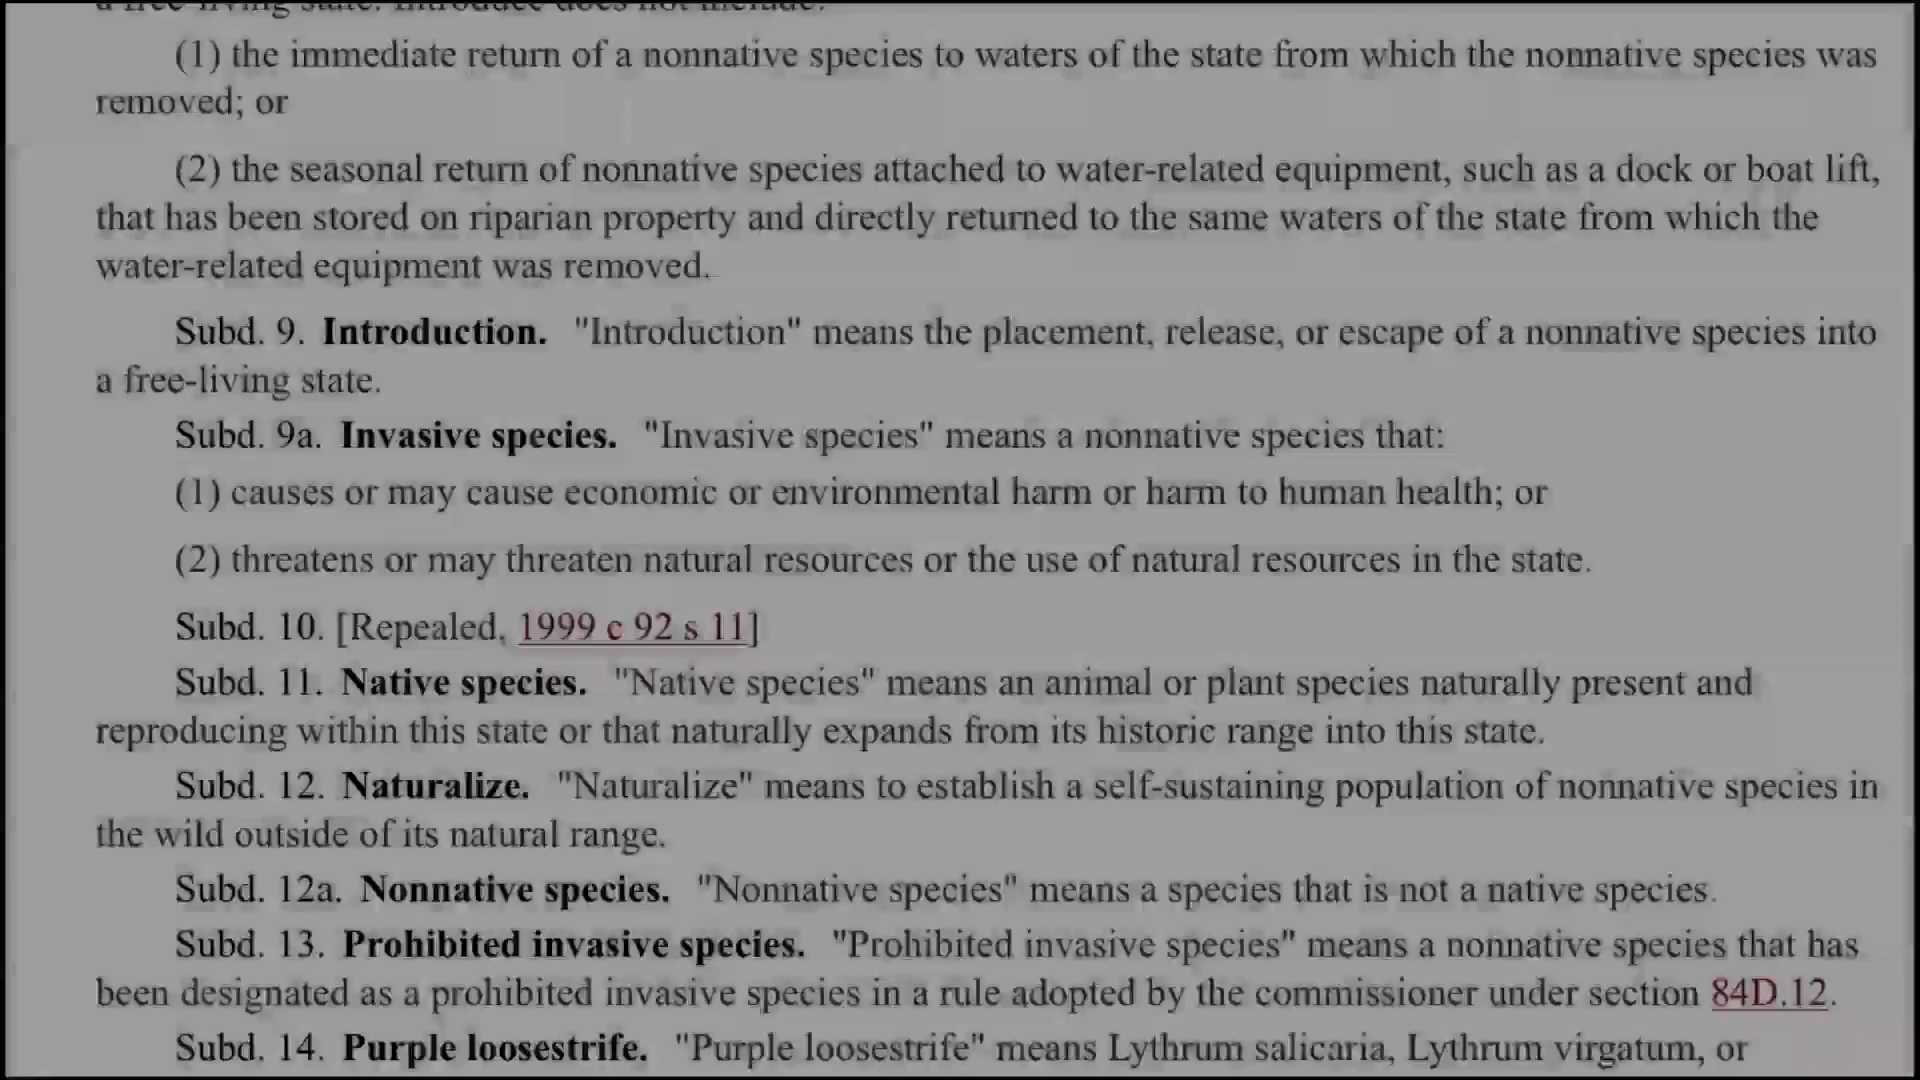 a free-living state. Introduce does not include:
(1) the immediate return of a nonnative species to waters of the state from which the nonnative species was
removed; or
(2) the seasonal return of nonnative species attached to water-related equipment, such as a dock or boat lift,
that has been stored on riparian property and directly returned to the same waters of the state from which the
water-related equipment was removed.
Subd. 9. Introduction. "Introduction" means the placement, release, or escape of a nonnative species into
a free-living state.
Subd. 9a. Invasive species. "Invasive species" means a nonnative species that:
(1) causes or may cause economic or environmental harm or harm to human health; or
(2) threatens or may threaten natural resources or the use of natural resources in the state.
Subd. 10. [Repealed, 1999 c 92 s 11]
Subd. 11. Native species. "Native species" means an animal or plant species naturally present and
reproducing within this state or that naturally expands from its historic range into this state.
Subd. 12. Naturalize. "Naturalize" means to establish a self-sustaining population of nonnative species in
the wild outside of its natural range.
Subd. 12a. Nonnative species. "Nonnative species" means a species that is not a native species.
Subd. 13. Prohibited invasive species. "Prohibited invasive species" means a nonnative species that has
been designated as a prohibited invasive species in a rule adopted by the commissioner under section 84D.12.
Subd. 14. Purple loosestrife. "Purple loosestrife" means Lythrum salicaria, Lythrum virgatum, or